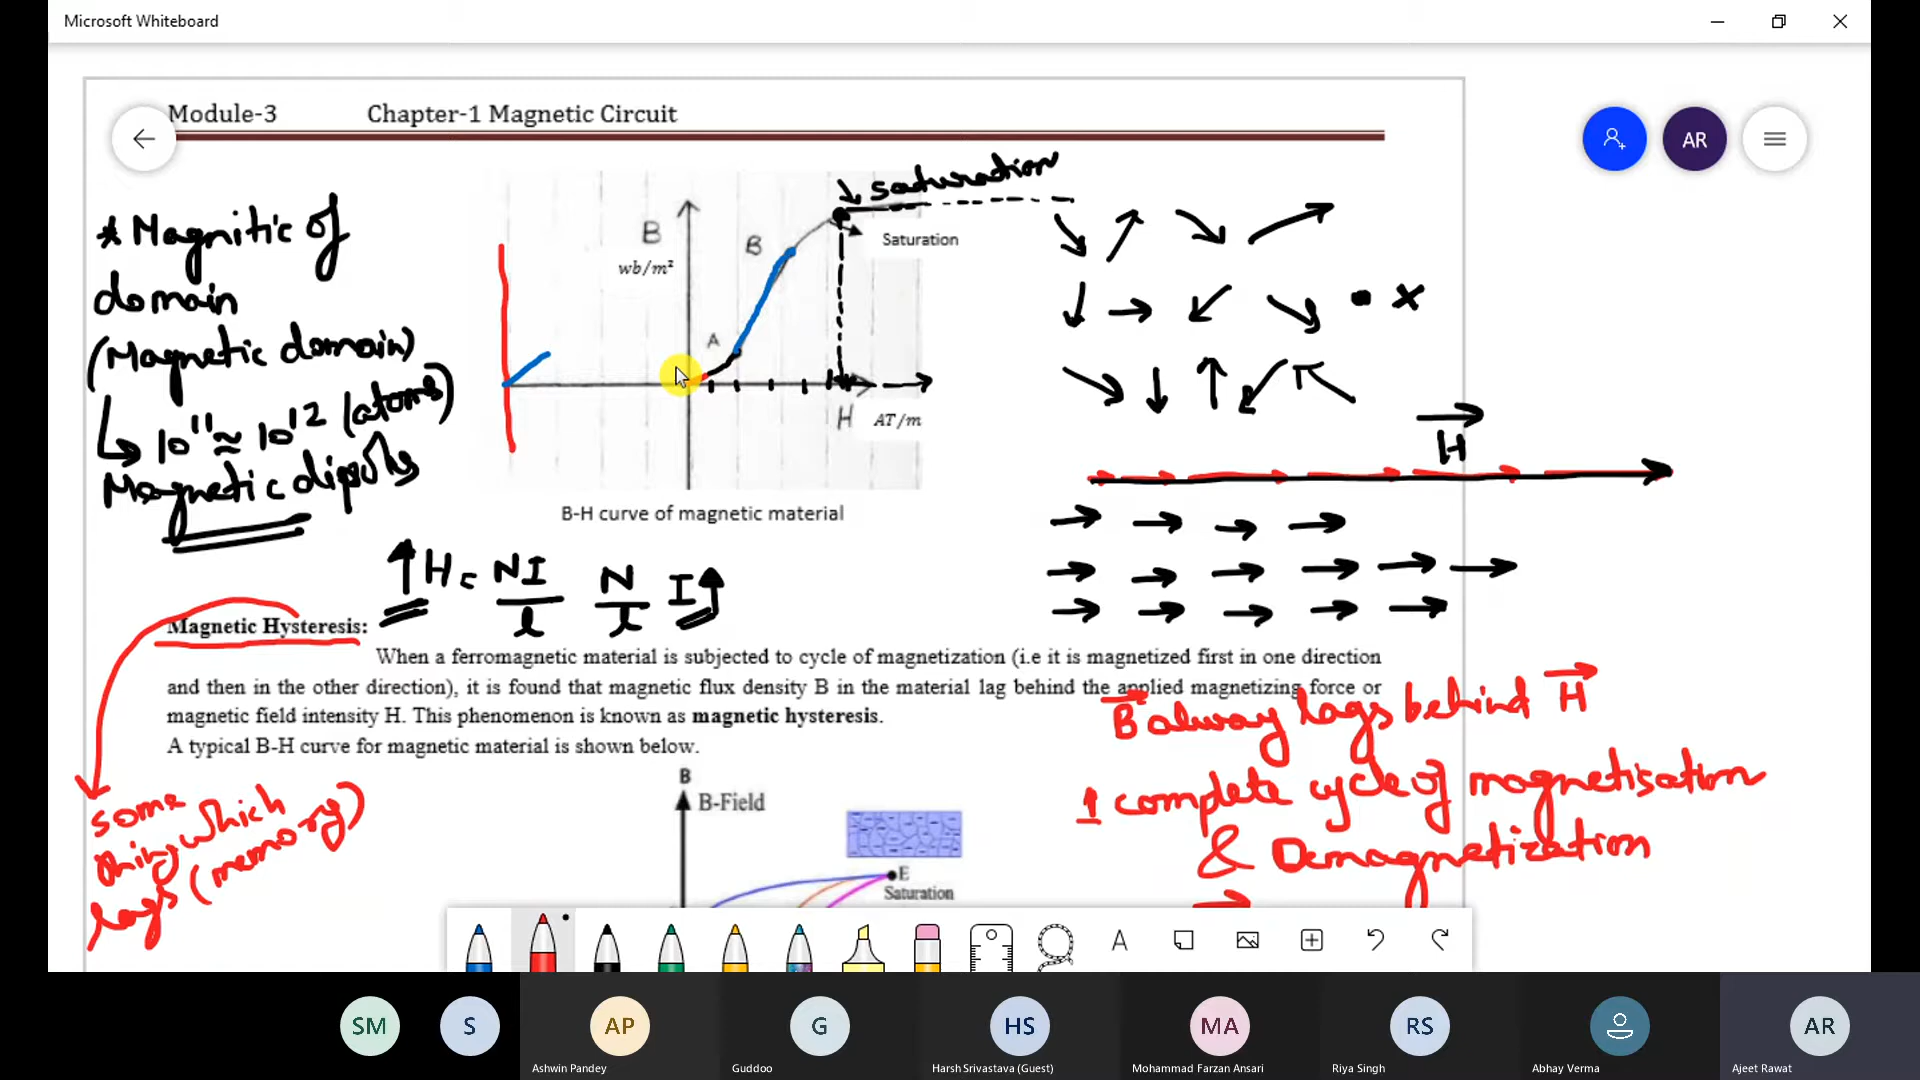 Microsoft Whiteboard
Module-3 Chapter-1 Magnetic Circuit
AR
* Magnitic of
domain
(Magnetic domain)
↳ 10¹¹ ≈ 10¹² (atoms)
Magnetic dipols
saturation
B
wb/m²
B
Saturation
A
H AT/m
B-H curve of magnetic material
× 
H
↑H = NI/l N/l I↑
Magnetic Hysteresis:
When a ferromagnetic material is subjected to cycle of magnetization (i.e it is magnetized first in one direction
and then in the other direction), it is found that magnetic flux density B in the material lag behind the applied magnetizing force or
magnetic field intensity H. This phenomenon is known as magnetic hysteresis.
A typical B-H curve for magnetic material is shown below.
B alway lags behind H
1 complete cycle of magnetisation
& Demagnetization
some
thing which
lags (memory)
B
B-Field
E
Saturation
SM
S
AP
G
HS
MA
RS
AR
Ashwin Pandey
Guddoo
Harsh Srivastava (Guest)
Mohammad Farzan Ansari
Riya Singh
Abhay Verma
Ajeet Rawat